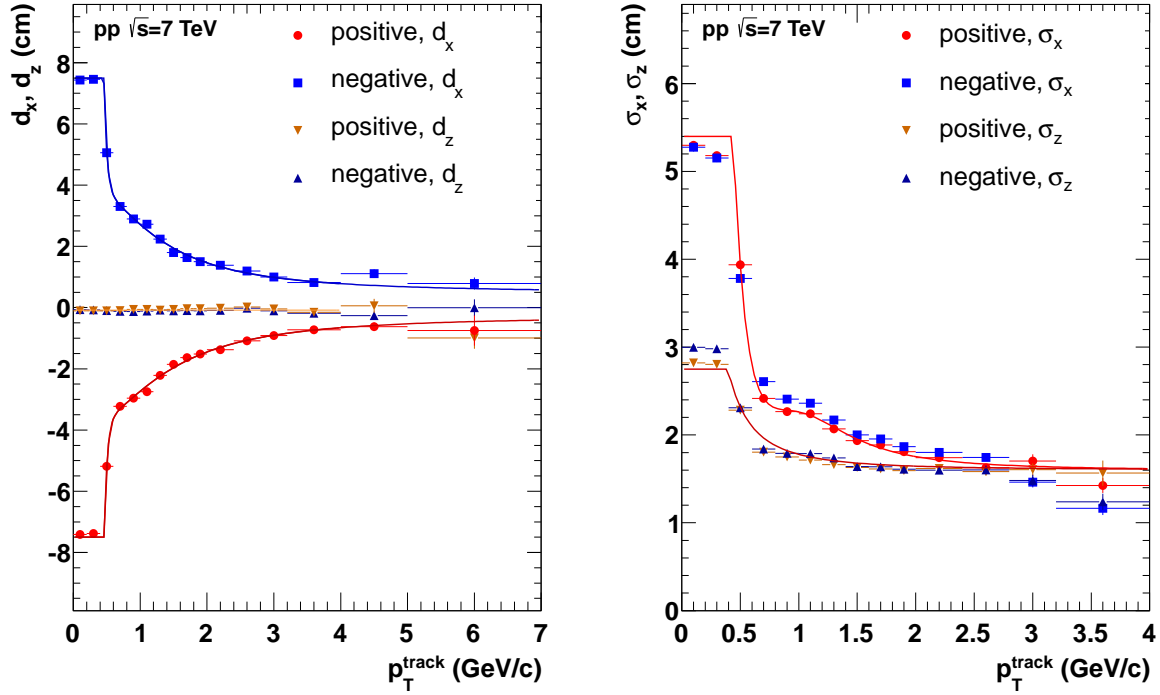 pp √s=7 TeV
positive, d_x
negative, d_x
positive, d_z
negative, d_z
d_x, d_z (cm)
8
6
4
2
0
-2
-4
-6
-8
0 1 2 3 4 5 6 7
p_T^track (GeV/c)
pp √s=7 TeV
positive, σ_x
negative, σ_x
positive, σ_z
negative, σ_z
σ_x, σ_z (cm)
6
5
4
3
2
1
0
0 0.5 1 1.5 2 2.5 3 3.5 4
p_T^track (GeV/c)